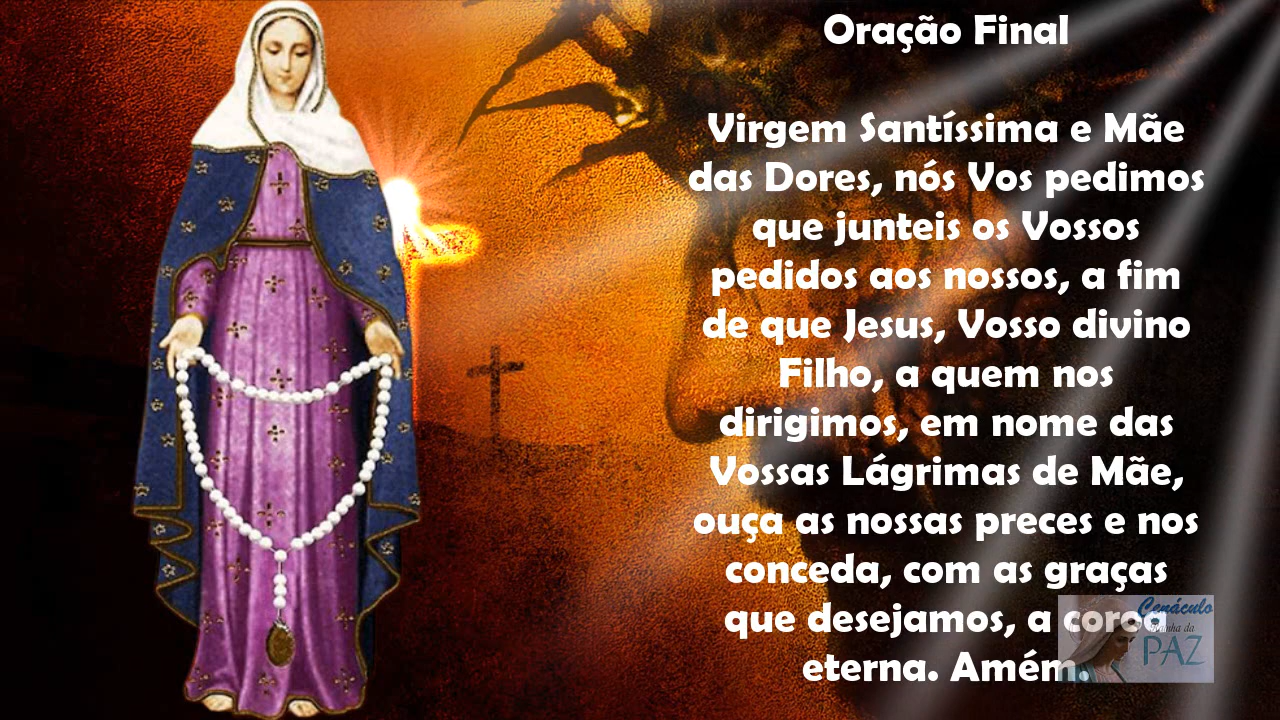 Oração Final
Virgem Santíssima e Mãe
das Dores, nós Vos pedimos
que junteis os Vossos
pedidos aos nossos, a fim
de que Jesus, Vosso divino
Filho, a quem nos
dirigimos, em nome das
Vossas Lágrimas de Mãe,
ouça as nossas preces e nos
conceda, com as graças
que desejamos, a coroa
eterna. Amém.
Cenáculo
Rainha da
PAZ